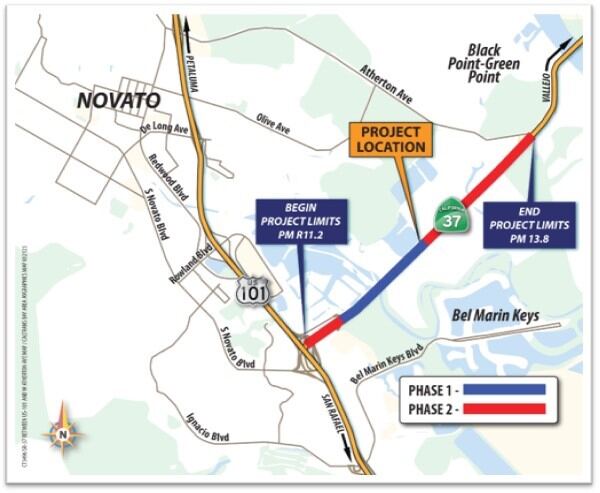 NOVATO
PETALUMA
Atherton Ave
Black
Point-Green
Point
VALLEJO
Olive Ave
De Long Ave
PROJECT
LOCATION
Redwood Blvd
S Novato Blvd
Rowland Blvd
BEGIN
PROJECT LIMITS
PM R11.2
CALIFORNIA
37
END
PROJECT LIMITS
PM 13.8
US
101
Bel Marin Keys
S Novato Blvd
Bel Marin Keys Blvd
SAN RAFAEL
Ignacio Blvd
PHASE 1 -
PHASE 2 -
N